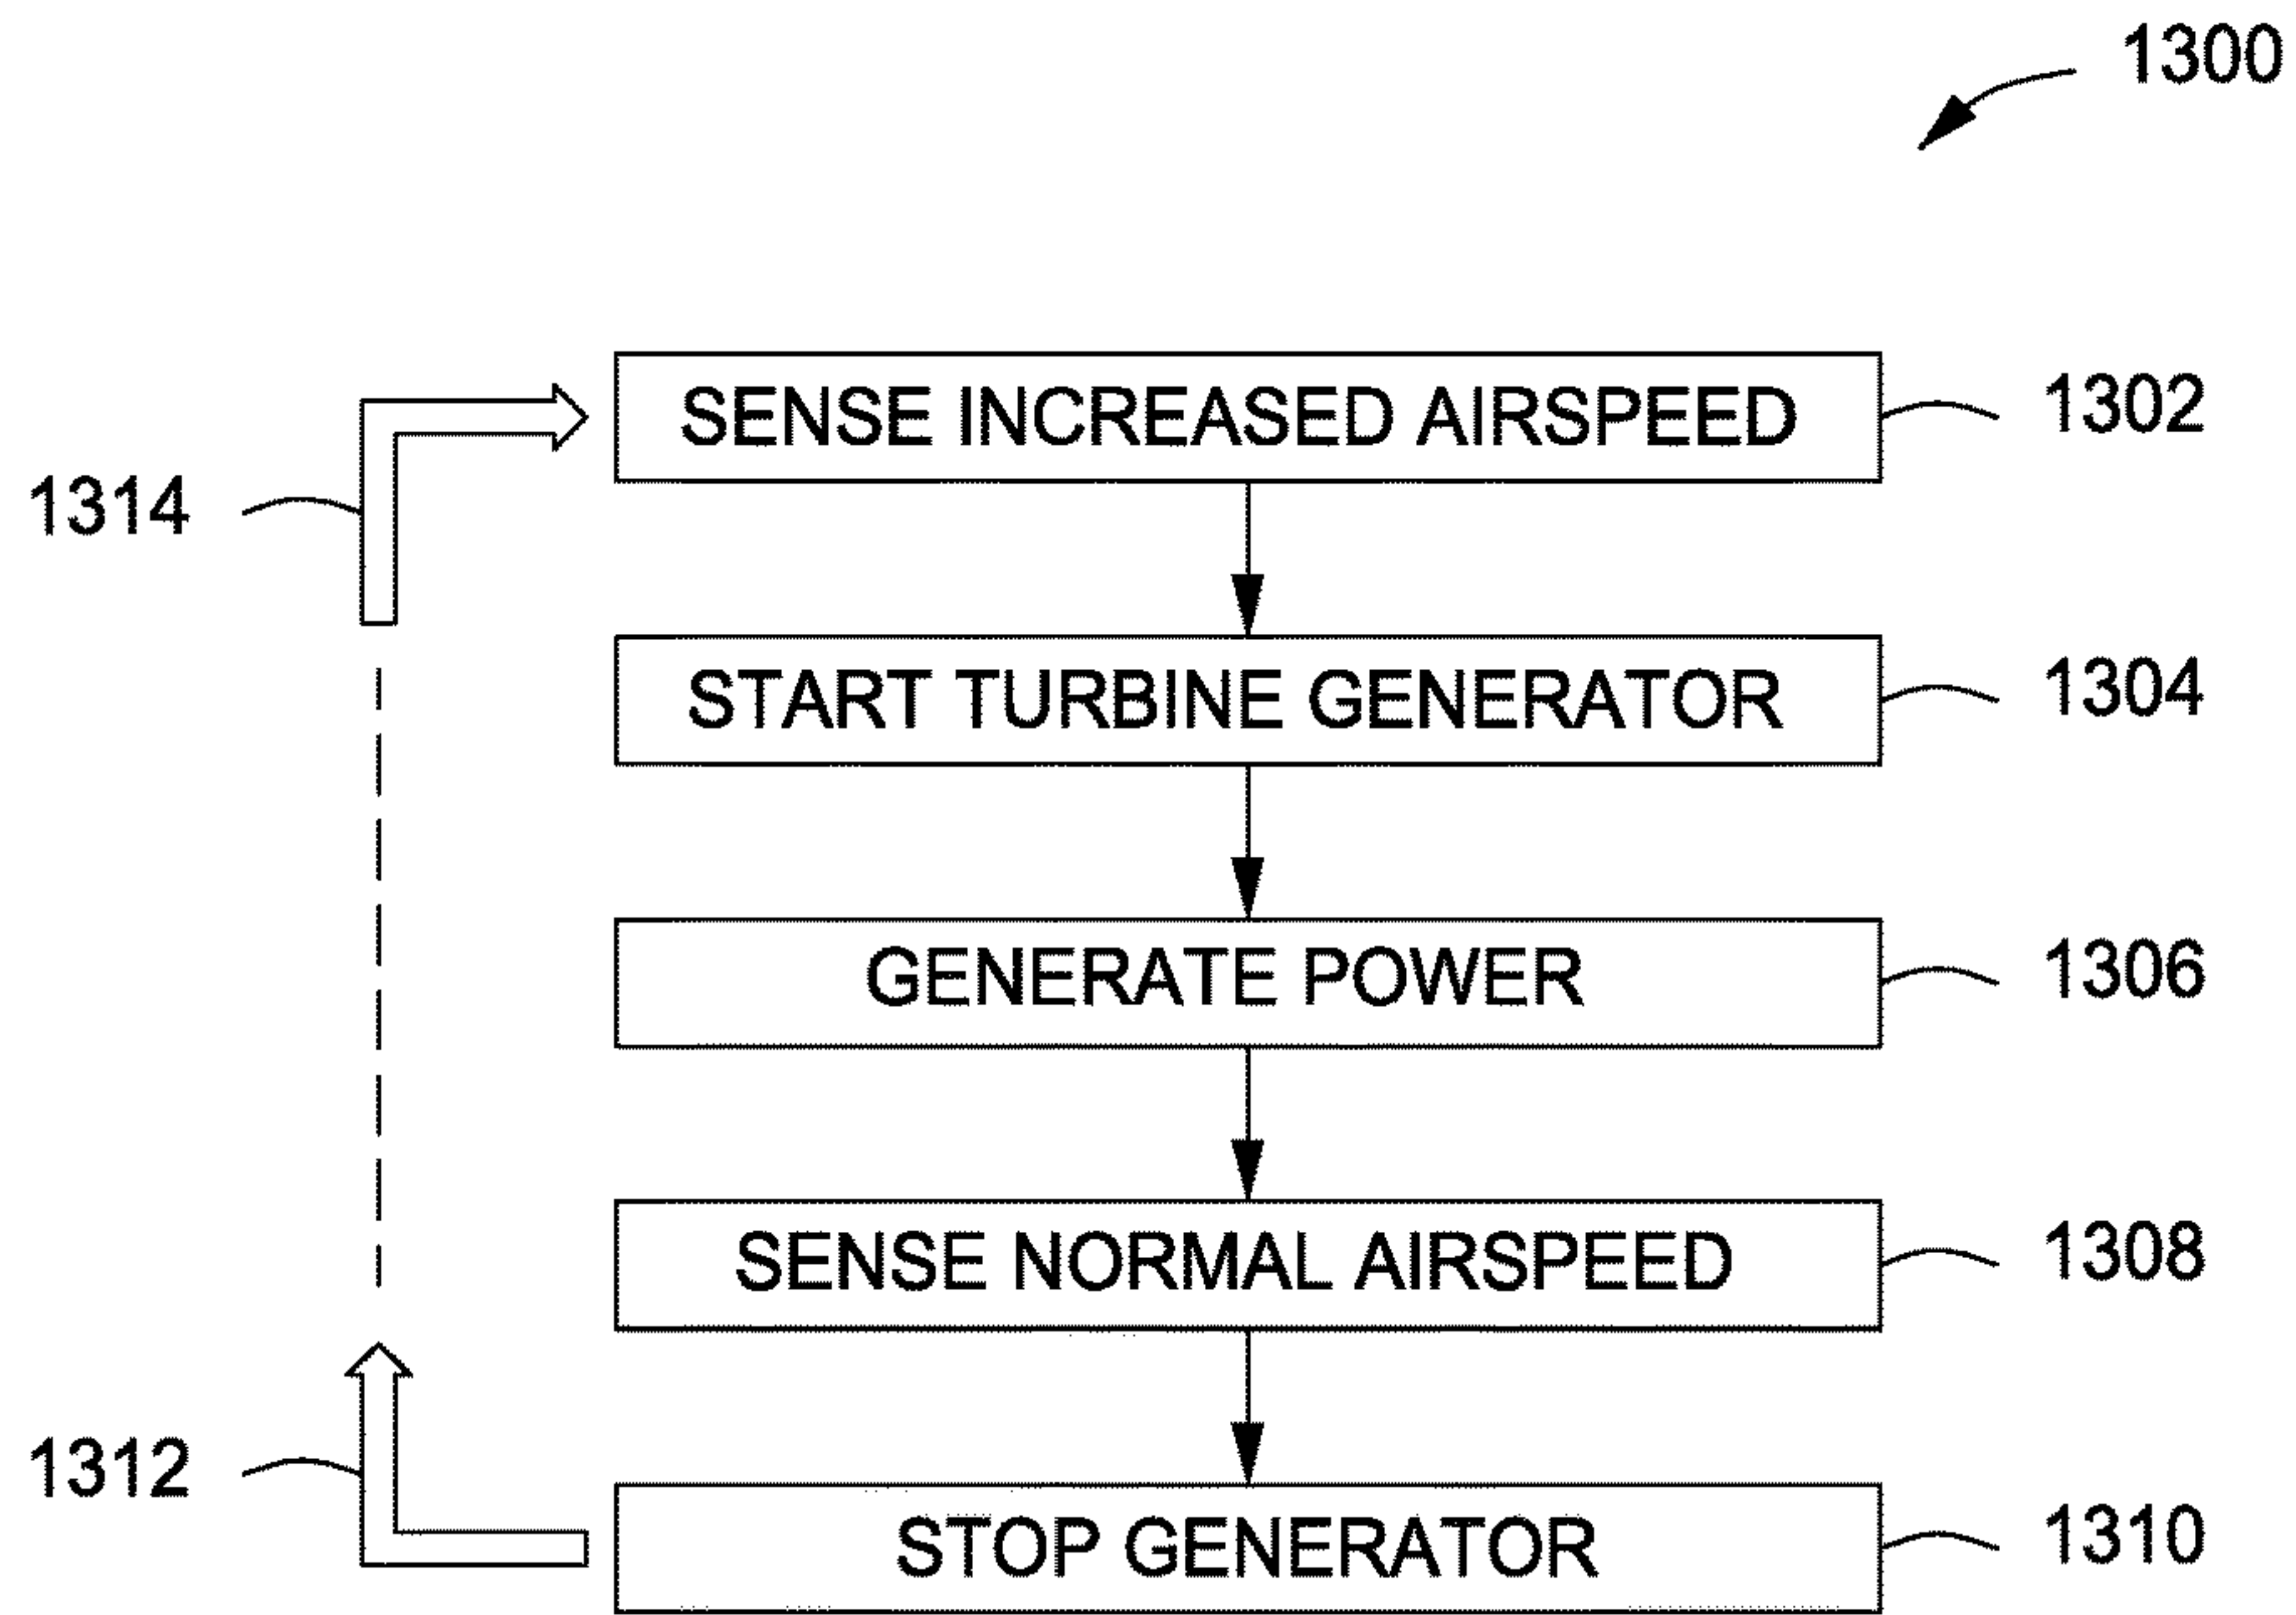 1300
SENSE INCREASED AIRSPEED 1302
1314
START TURBINE GENERATOR 1304
GENERATE POWER 1306
SENSE NORMAL AIRSPEED 1308
1312
STOP GENERATOR 1310